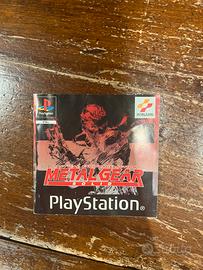 KONAMI
METAL GEAR
SOLID
PlayStation®